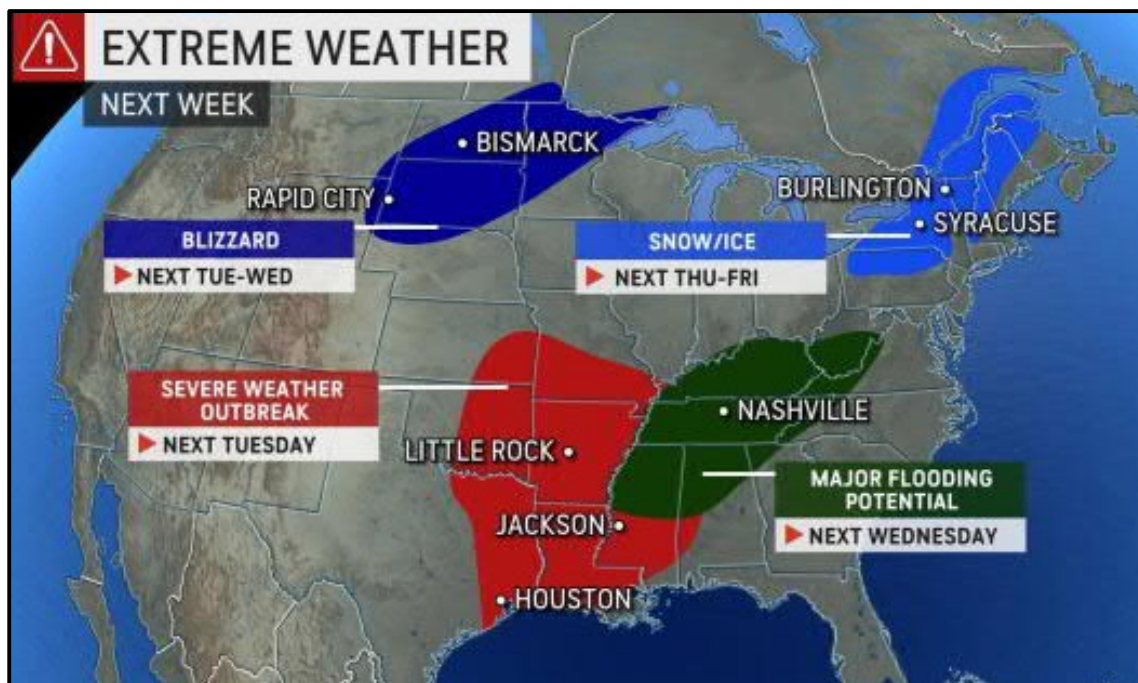 EXTREME WEATHER
NEXT WEEK
BISMARCK
RAPID CITY
BLIZZARD
NEXT TUE-WED
BURLINGTON
SYRACUSE
SNOW/ICE
NEXT THU-FRI
SEVERE WEATHER
OUTBREAK
NEXT TUESDAY
LITTLE ROCK
JACKSON
HOUSTON
NASHVILLE
MAJOR FLOODING
POTENTIAL
NEXT WEDNESDAY